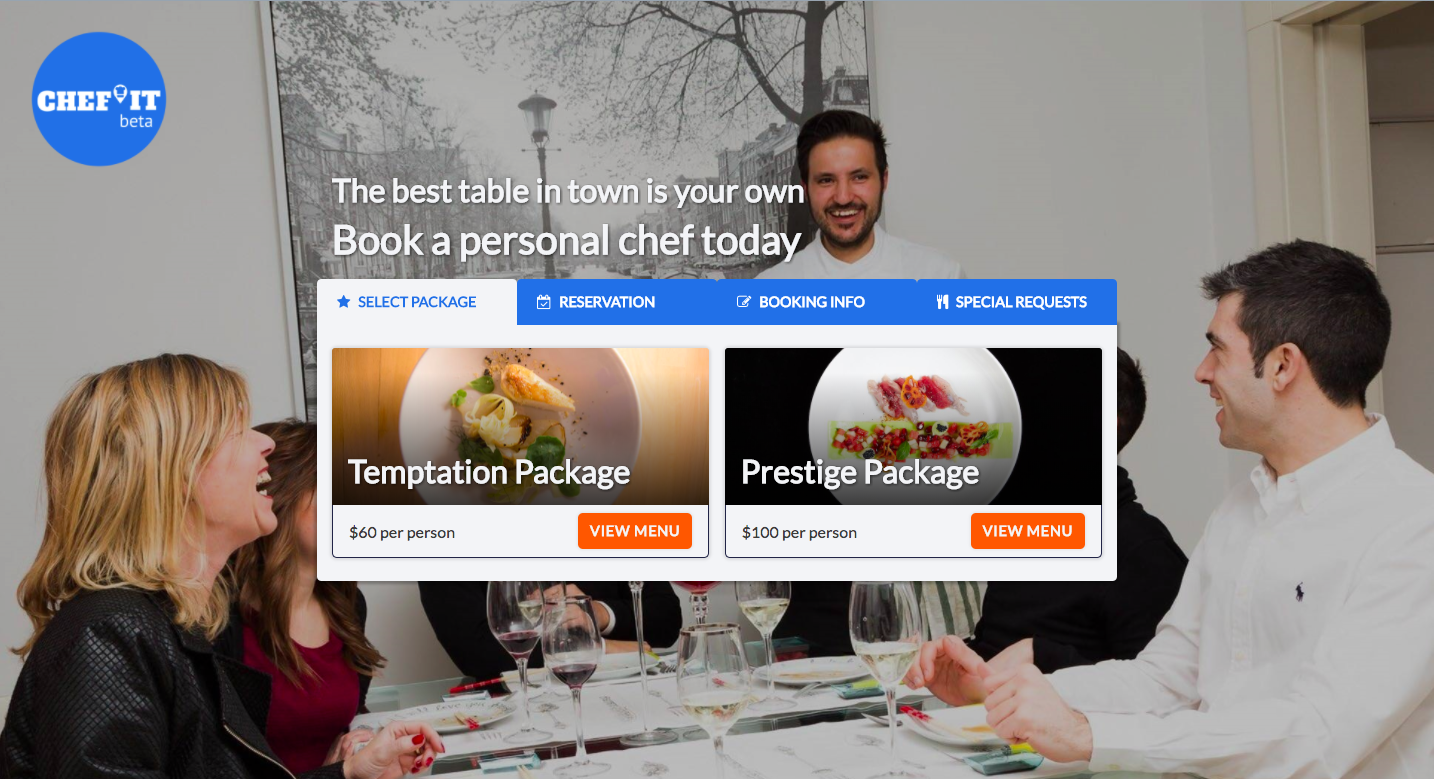 CHEF IT
beta
The best table in town is your own
Book a personal chef today
SELECT PACKAGE
RESERVATION
BOOKING INFO
SPECIAL REQUESTS
Temptation Package
Prestige Package
$60 per person
VIEW MENU
$100 per person
VIEW MENU